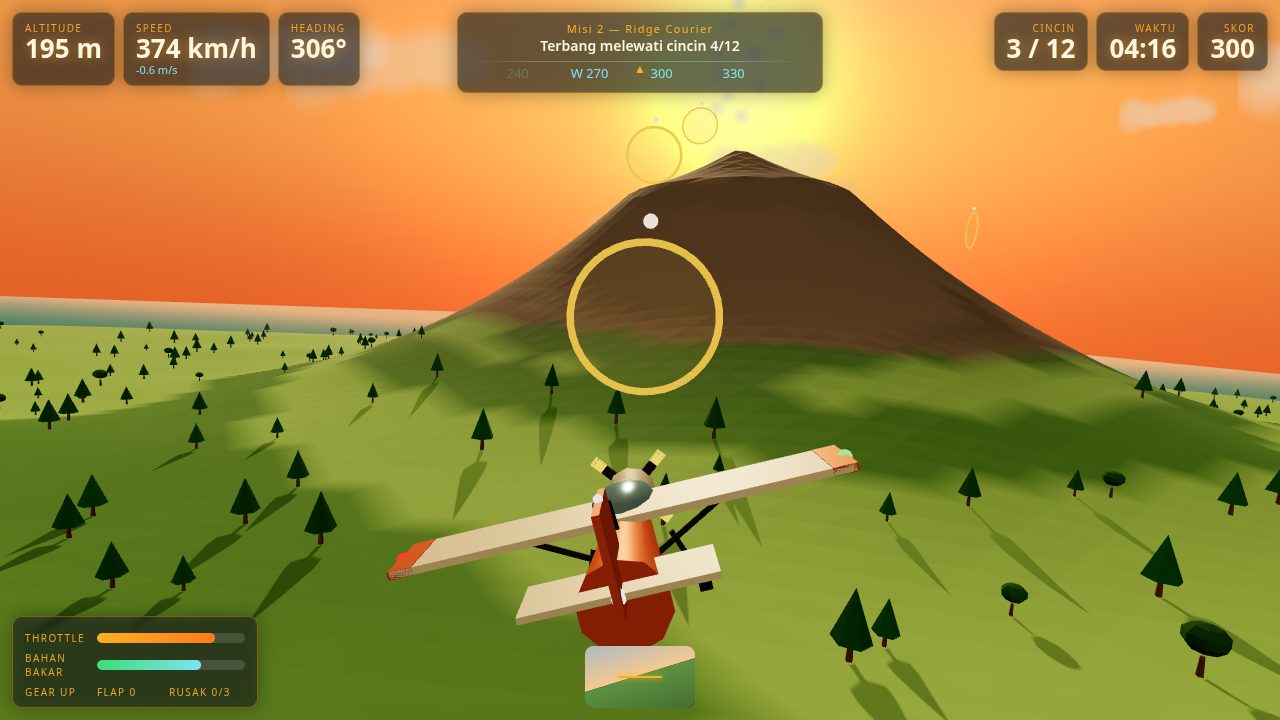 ALTITUDE
195 m
SPEED
374 km/h
-0.6 m/s
HEADING
306°
Misi 2 — Ridge Courier
Terbang melewati cincin 4/12
240 W 270 ▲ 300 330
CINCIN
3 / 12
WAKTU
04:16
SKOR
300
THROTTLE
BAHAN BAKAR
GEAR UP FLAP 0 RUSAK 0/3